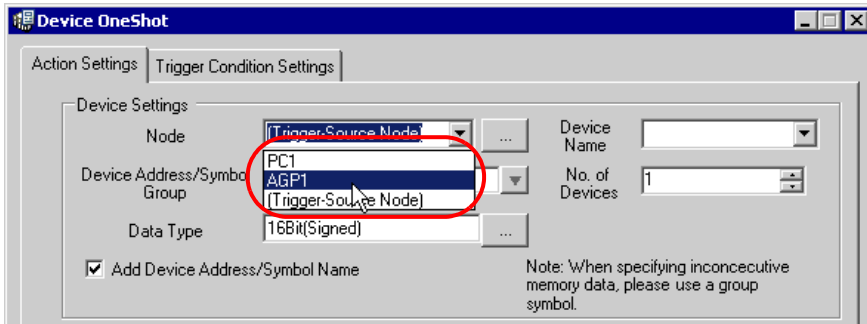 Device OneShot
Action Settings
Trigger Condition Settings
Device Settings
Node
(Trigger-Source Node)
...
Device
Name
PC1
AGP1
(Trigger-Source Node)
Device Address/Symbo
Group
No. of
Devices
1
Data Type
16Bit(Signed)
...
Add Device Address/Symbol Name
Note: When specifying inconcecutive
memory data, please use a group
symbol.